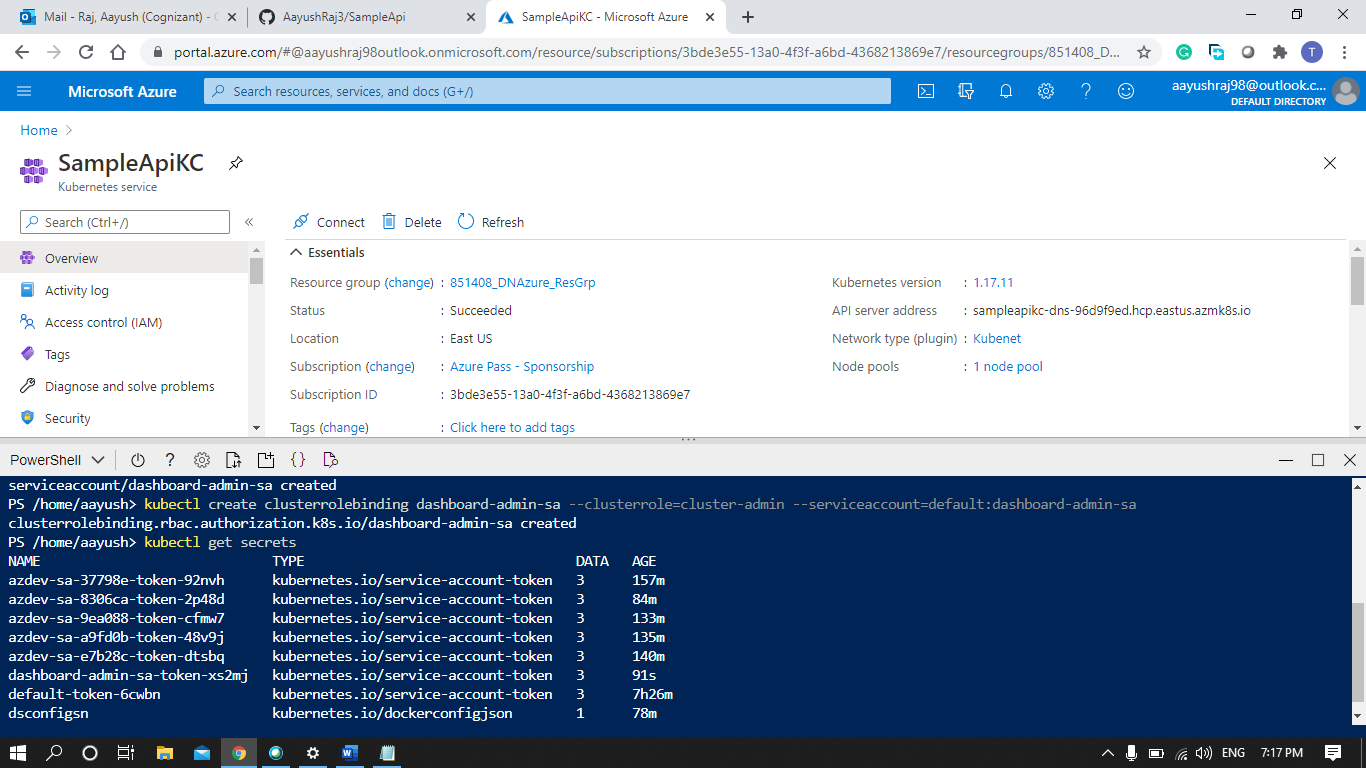 Mail - Raj, Aayush (Cognizant) - O
AayushRaj3/SampleApi
SampleApiKC - Microsoft Azure
portal.azure.com/#@aayushraj98outlook.onmicrosoft.com/resource/subscriptions/3bde3e55-13a0-4f3f-a6bd-4368213869e7/resourcegroups/851408_D...
T
Microsoft Azure
Search resources, services, and docs (G+/)
aayushraj98@outlook.c...
DEFAULT DIRECTORY
Home
SampleApiKC
Kubernetes service
Search (Ctrl+/)
«
Connect
Delete
Refresh
Overview
Activity log
Access control (IAM)
Tags
Diagnose and solve problems
Security
Essentials
Resource group (change) : 851408_DNAzure_ResGrp
Status : Succeeded
Location : East US
Subscription (change) : Azure Pass - Sponsorship
Subscription ID : 3bde3e55-13a0-4f3f-a6bd-4368213869e7
Tags (change) : Click here to add tags
Kubernetes version : 1.17.11
API server address : sampleapikc-dns-96d9f9ed.hcp.eastus.azmk8s.io
Network type (plugin) : Kubenet
Node pools : 1 node pool
PowerShell
?
{}
serviceaccount/dashboard-admin-sa created
PS /home/aayush> kubectl create clusterrolebinding dashboard-admin-sa --clusterrole=cluster-admin --serviceaccount=default:dashboard-admin-sa
clusterrolebinding.rbac.authorization.k8s.io/dashboard-admin-sa created
PS /home/aayush> kubectl get secrets
NAME TYPE DATA AGE
azdev-sa-37798e-token-92nvh kubernetes.io/service-account-token 3 157m
azdev-sa-8306ca-token-2p48d kubernetes.io/service-account-token 3 84m
azdev-sa-9ea088-token-cfmw7 kubernetes.io/service-account-token 3 133m
azdev-sa-a9fd0b-token-48v9j kubernetes.io/service-account-token 3 135m
azdev-sa-e7b28c-token-dtsbq kubernetes.io/service-account-token 3 140m
dashboard-admin-sa-token-xs2mj kubernetes.io/service-account-token 3 91s
default-token-6cwbn kubernetes.io/service-account-token 3 7h26m
dsconfigsn kubernetes.io/dockerconfigjson 1 78m
ENG
7:17 PM